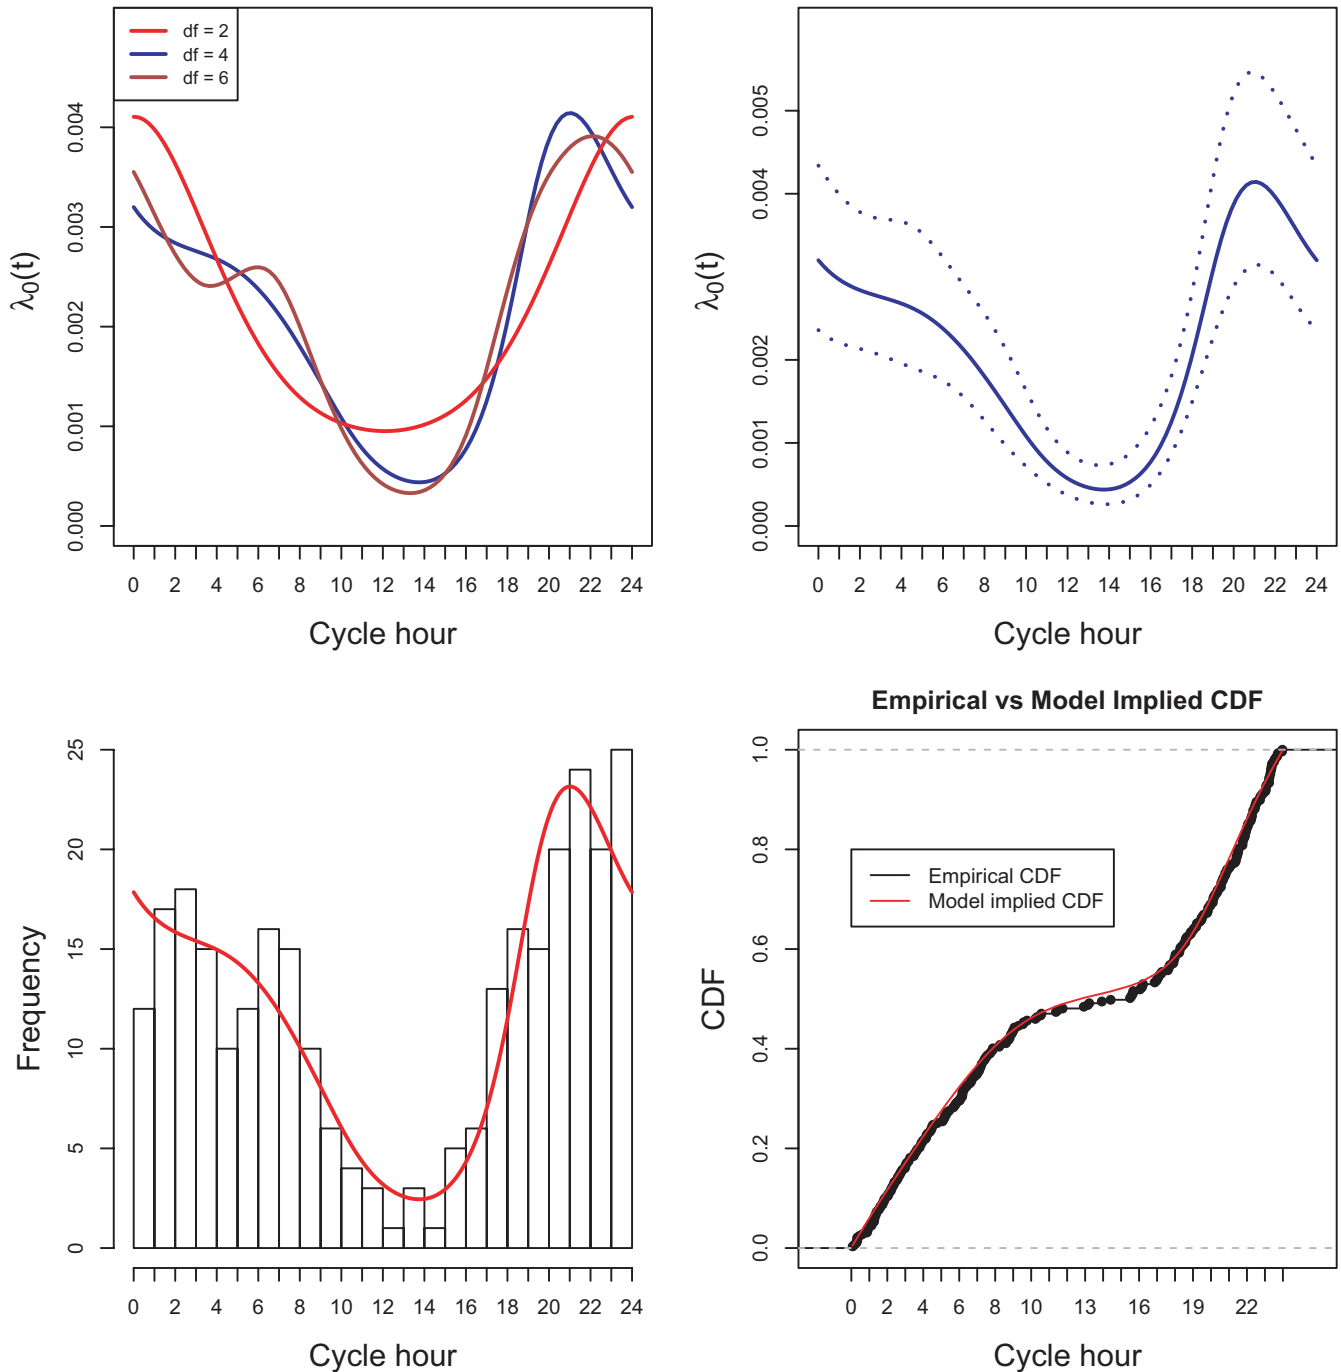 df = 2
df = 4
df = 6
λ0(t)
0.000 0.001 0.002 0.003 0.004
0 2 4 6 8 10 12 14 16 18 20 22 24
Cycle hour
λ0(t)
0.000 0.001 0.002 0.004 0.005
0 2 4 6 8 10 12 14 16 18 20 22 24
Cycle hour
Frequency
0 5 10 15 20 25
0 2 4 6 8 10 12 14 16 18 20 22 24
Cycle hour
Empirical vs Model Implied CDF
Empirical CDF
Model implied CDF
CDF
0.0 0.2 0.4 0.6 0.8 1.0
0 2 4 6 8 10 13 16 19 22
Cycle hour